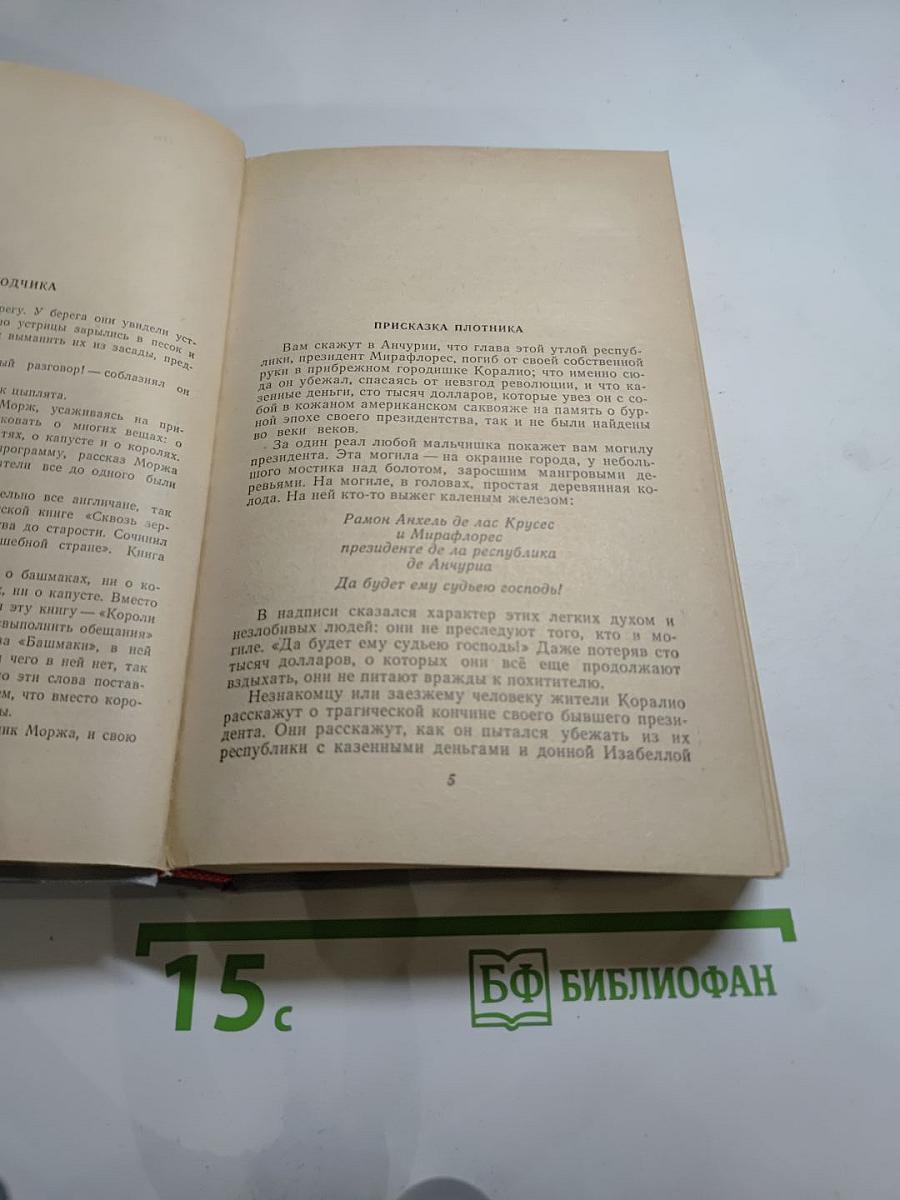 ОДЧИКА
регу. У берега они увидели уст-
о устрицы зарылись в песок и
выманить их из засады, пред-
ый разговор! — соблазнял он
к цыплята.
Морж, усаживаясь на при-
ковать о многих вещах: о
тях, о капусте и о королях.
рограмму, рассказ Моржа
тели все до одного были
ельно все англичане, так
ской книге «Сквозь зер-
ва до старости. Сочинил
шебной стране». Книга
о башмаках, ни о ко-
, ни о капусте. Вместо
эту книгу — «Короли
выполнить обещания»
ва «Башмаки», в ней
чего в ней нет, так
о эти слова постав-
ем, что вместо коро-
ы.
ник Моржа, и свою
ПРИСКАЗКА ПЛОТНИКА
Вам скажут в Анчурии, что глава этой утлой респуб-
лики, президент Мирафлорес, погиб от своей собственной
руки в прибрежном городишке Коралио; что именно сю-
да он убежал, спасаясь от невзгод революции, и что ка-
зенные деньги, сто тысяч долларов, которые увез он с со-
бой в кожаном американском саквояже на память о бур-
ной эпохе своего президентства, так и не были найдены
во веки веков.
За один реал любой мальчишка покажет вам могилу
президента. Эта могила — на окраине города, у неболь-
шого мостика над болотом, заросшим мангровыми де-
ревьями. На могиле, в головах, простая деревянная ко-
лода. На ней кто-то выжег каленым железом:
Рамон Анхель де лас Крусес
и Мирафлорес
президенте де ла республика
де Анчуриа
Да будет ему судьею господь!
В надписи сказался характер этих легких духом и
незлобивых людей: они не преследуют того, кто в мо-
гиле. «Да будет ему судьею господь!» Даже потеряв сто
тысяч долларов, о которых они всё еще продолжают
вздыхать, они не питают вражды к похитителю.
Незнакомцу или заезжему человеку жители Коралио
расскажут о трагической кончине своего бывшего прези-
дента. Они расскажут, как он пытался убежать из их
республики с казенными деньгами и донной Изабеллой
5
15 с
БФ БИБЛИОФАН